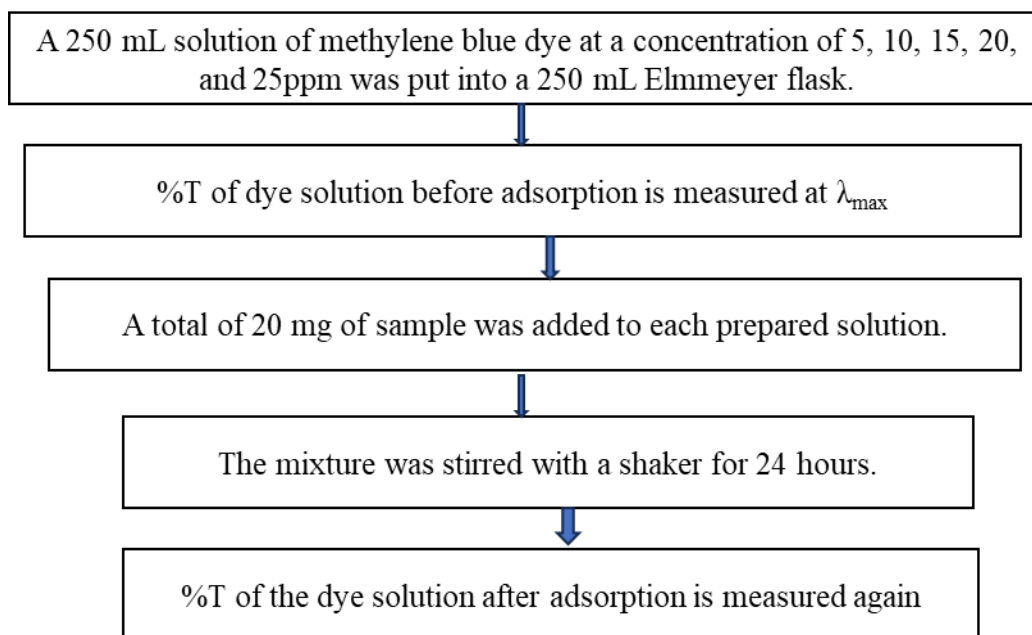 A 250 mL solution of methylene blue dye at a concentration of 5, 10, 15, 20,
and 25ppm was put into a 250 mL Elmmeyer flask.
%T of dye solution before adsorption is measured at λmax
A total of 20 mg of sample was added to each prepared solution.
The mixture was stirred with a shaker for 24 hours.
%T of the dye solution after adsorption is measured again